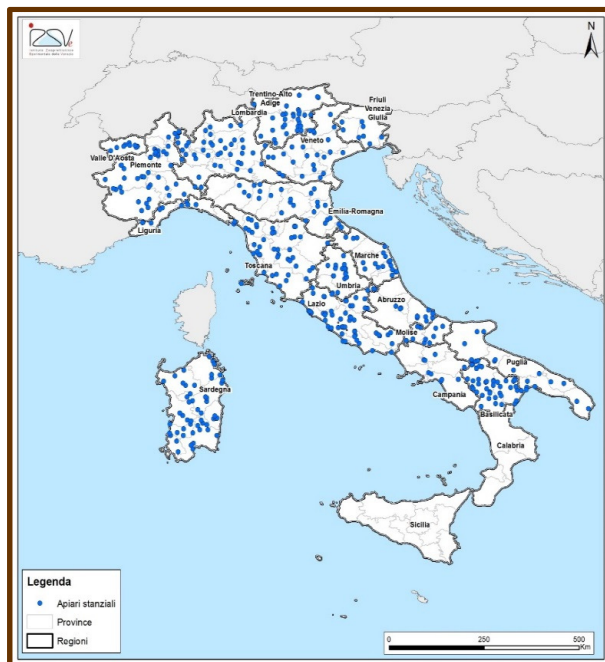 IZSVe
N
Trentino-Alto
Adige
Friuli
Venezia
Giulia
Lombardia
Veneto
Valle D'Aosta
Piemonte
Emilia-Romagna
Liguria
Marche
Toscana
Umbria
Lazio
Abruzzo
Molise
Puglia
Sardegna
Campania
Basilicata
Calabria
Sicilia
Legenda
Apiari stanziali
Province
Regioni
0 250 500
Km